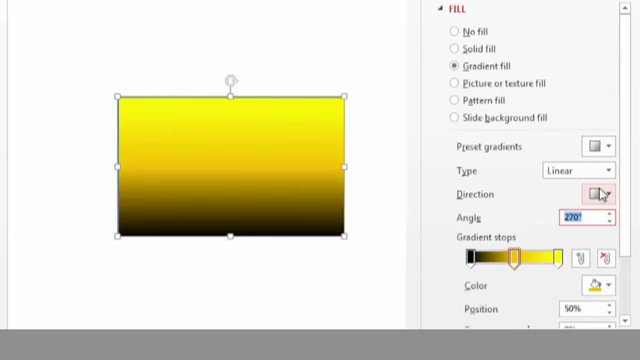 FILL
No fill
Solid fill
Gradient fill
Picture or texture fill
Pattern fill
Slide background fill
Preset gradients
Type
Linear
Direction
Angle
270°
Gradient stops
Color
Position
50%